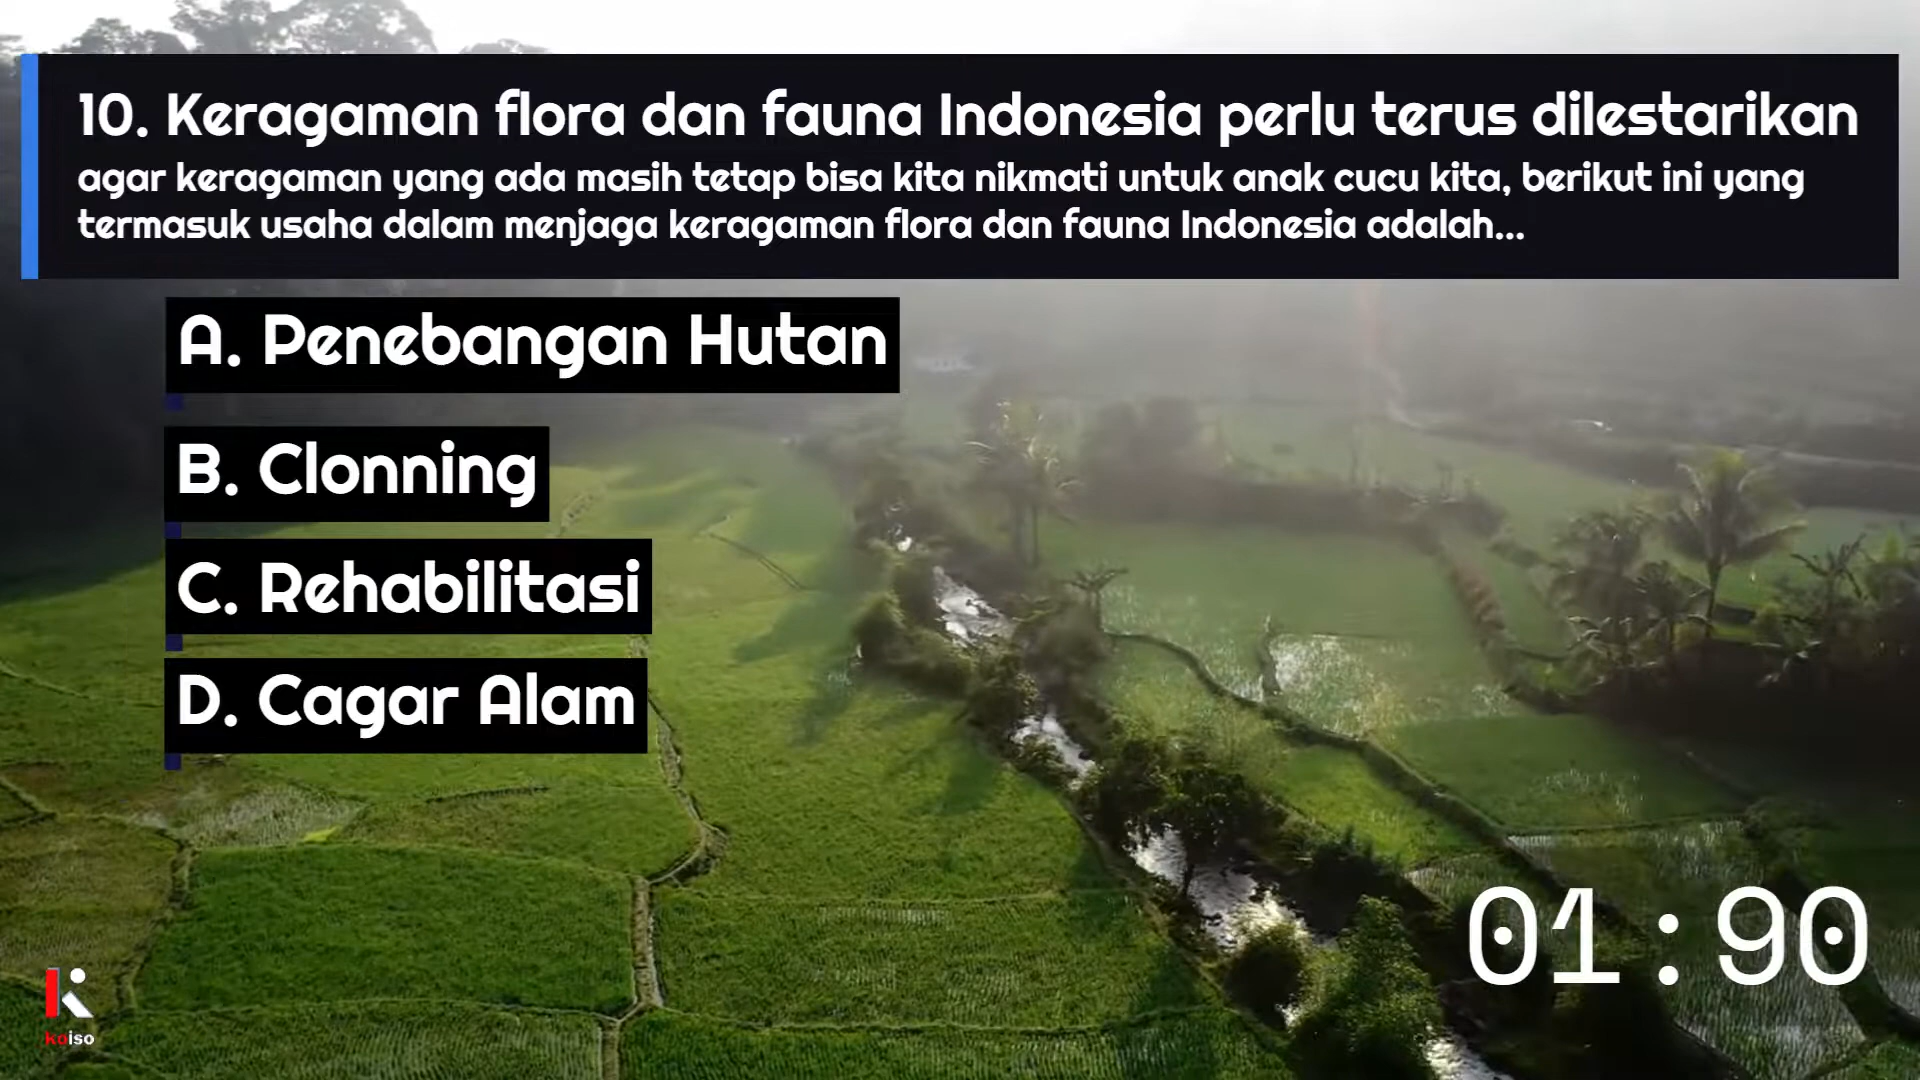 10. Keragaman flora dan fauna Indonesia perlu terus dilestarikan
agar keragaman yang ada masih tetap bisa kita nikmati untuk anak cucu kita, berikut ini yang
termasuk usaha dalam menjaga keragaman flora dan fauna Indonesia adalah...
A. Penebangan Hutan
B. Clonning
C. Rehabilitasi
D. Cagar Alam
01:90
koiso